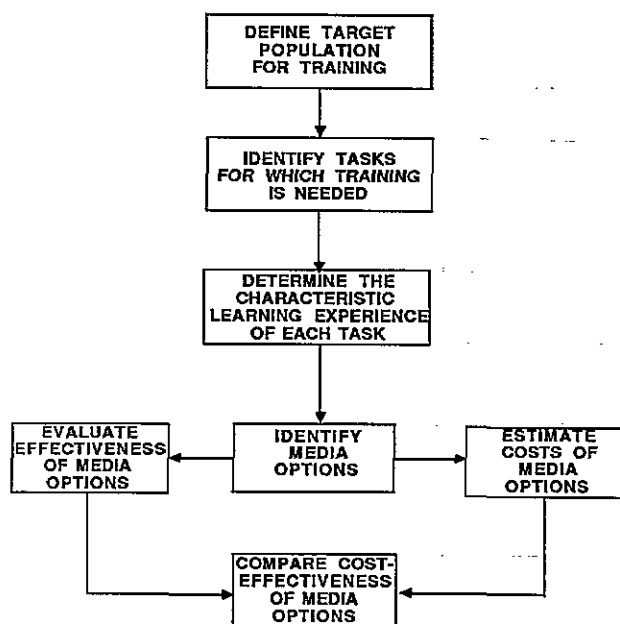 DEFINE TARGET
POPULATION
FOR TRAINING
IDENTIFY TASKS
FOR WHICH TRAINING
IS NEEDED
DETERMINE THE
CHARACTERISTIC
LEARNING EXPERIENCE
OF EACH TASK
EVALUATE
EFFECTIVENESS
OF MEDIA
OPTIONS
IDENTIFY
MEDIA
OPTIONS
ESTIMATE
COSTS OF
MEDIA
OPTIONS
COMPARE COST-
EFFECTIVENESS
OF MEDIA
OPTIONS